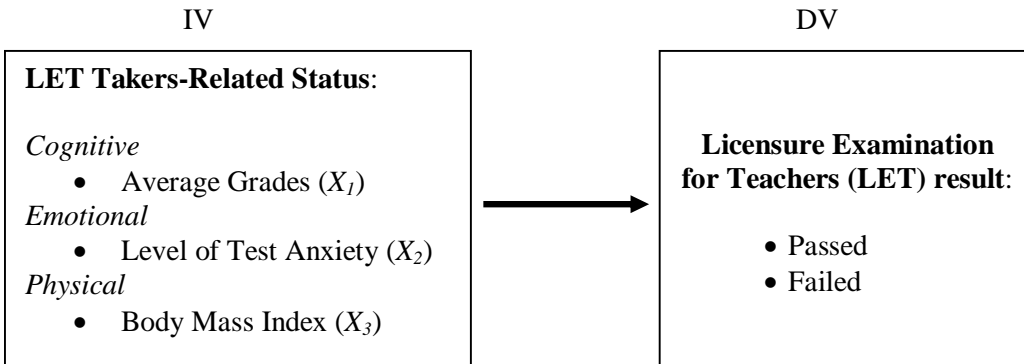 IV
DV
LET Takers-Related Status:
Cognitive
• Average Grades (X1)
Emotional
• Level of Test Anxiety (X2)
Physical
• Body Mass Index (X3)
Licensure Examination
for Teachers (LET) result:
• Passed
• Failed